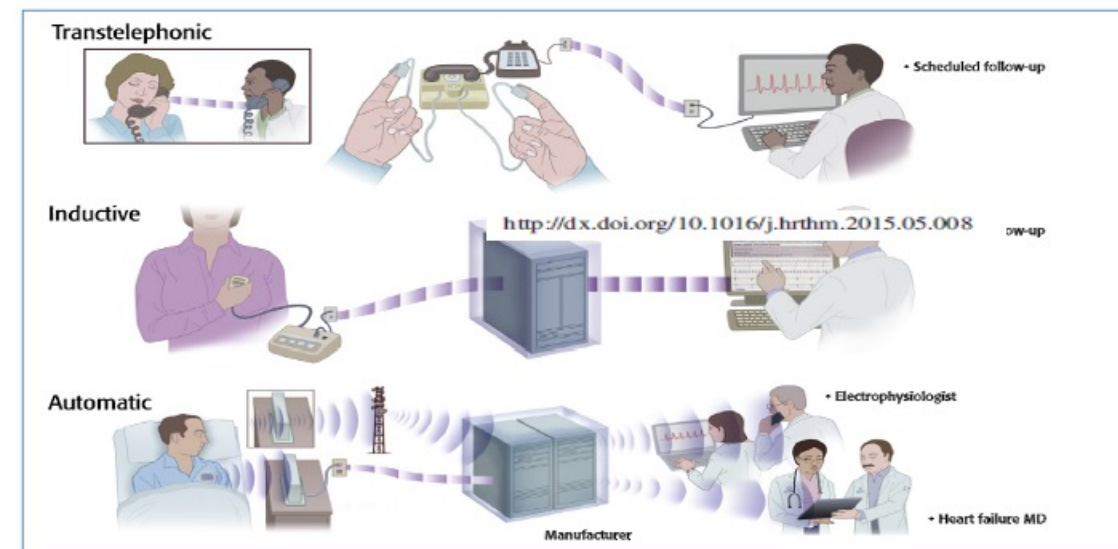 Transtelephonic
• Scheduled follow-up
Inductive
http://dx.doi.org/10.1016/j.hrthm.2015.05.008
ow-up
Automatic
• Electrophysiologist
• Heart failure MD
Manufacturer